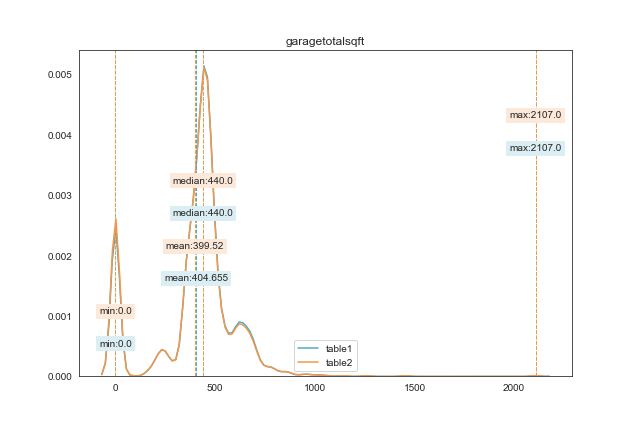 garagetotalsqft
0.005
0.004
0.003
0.002
0.001
0.000
max:2107.0
max:2107.0
median:440.0
median:440.0
mean:399.52
mean:404.655
min:0.0
min:0.0
table1
table2
0
500
1000
1500
2000